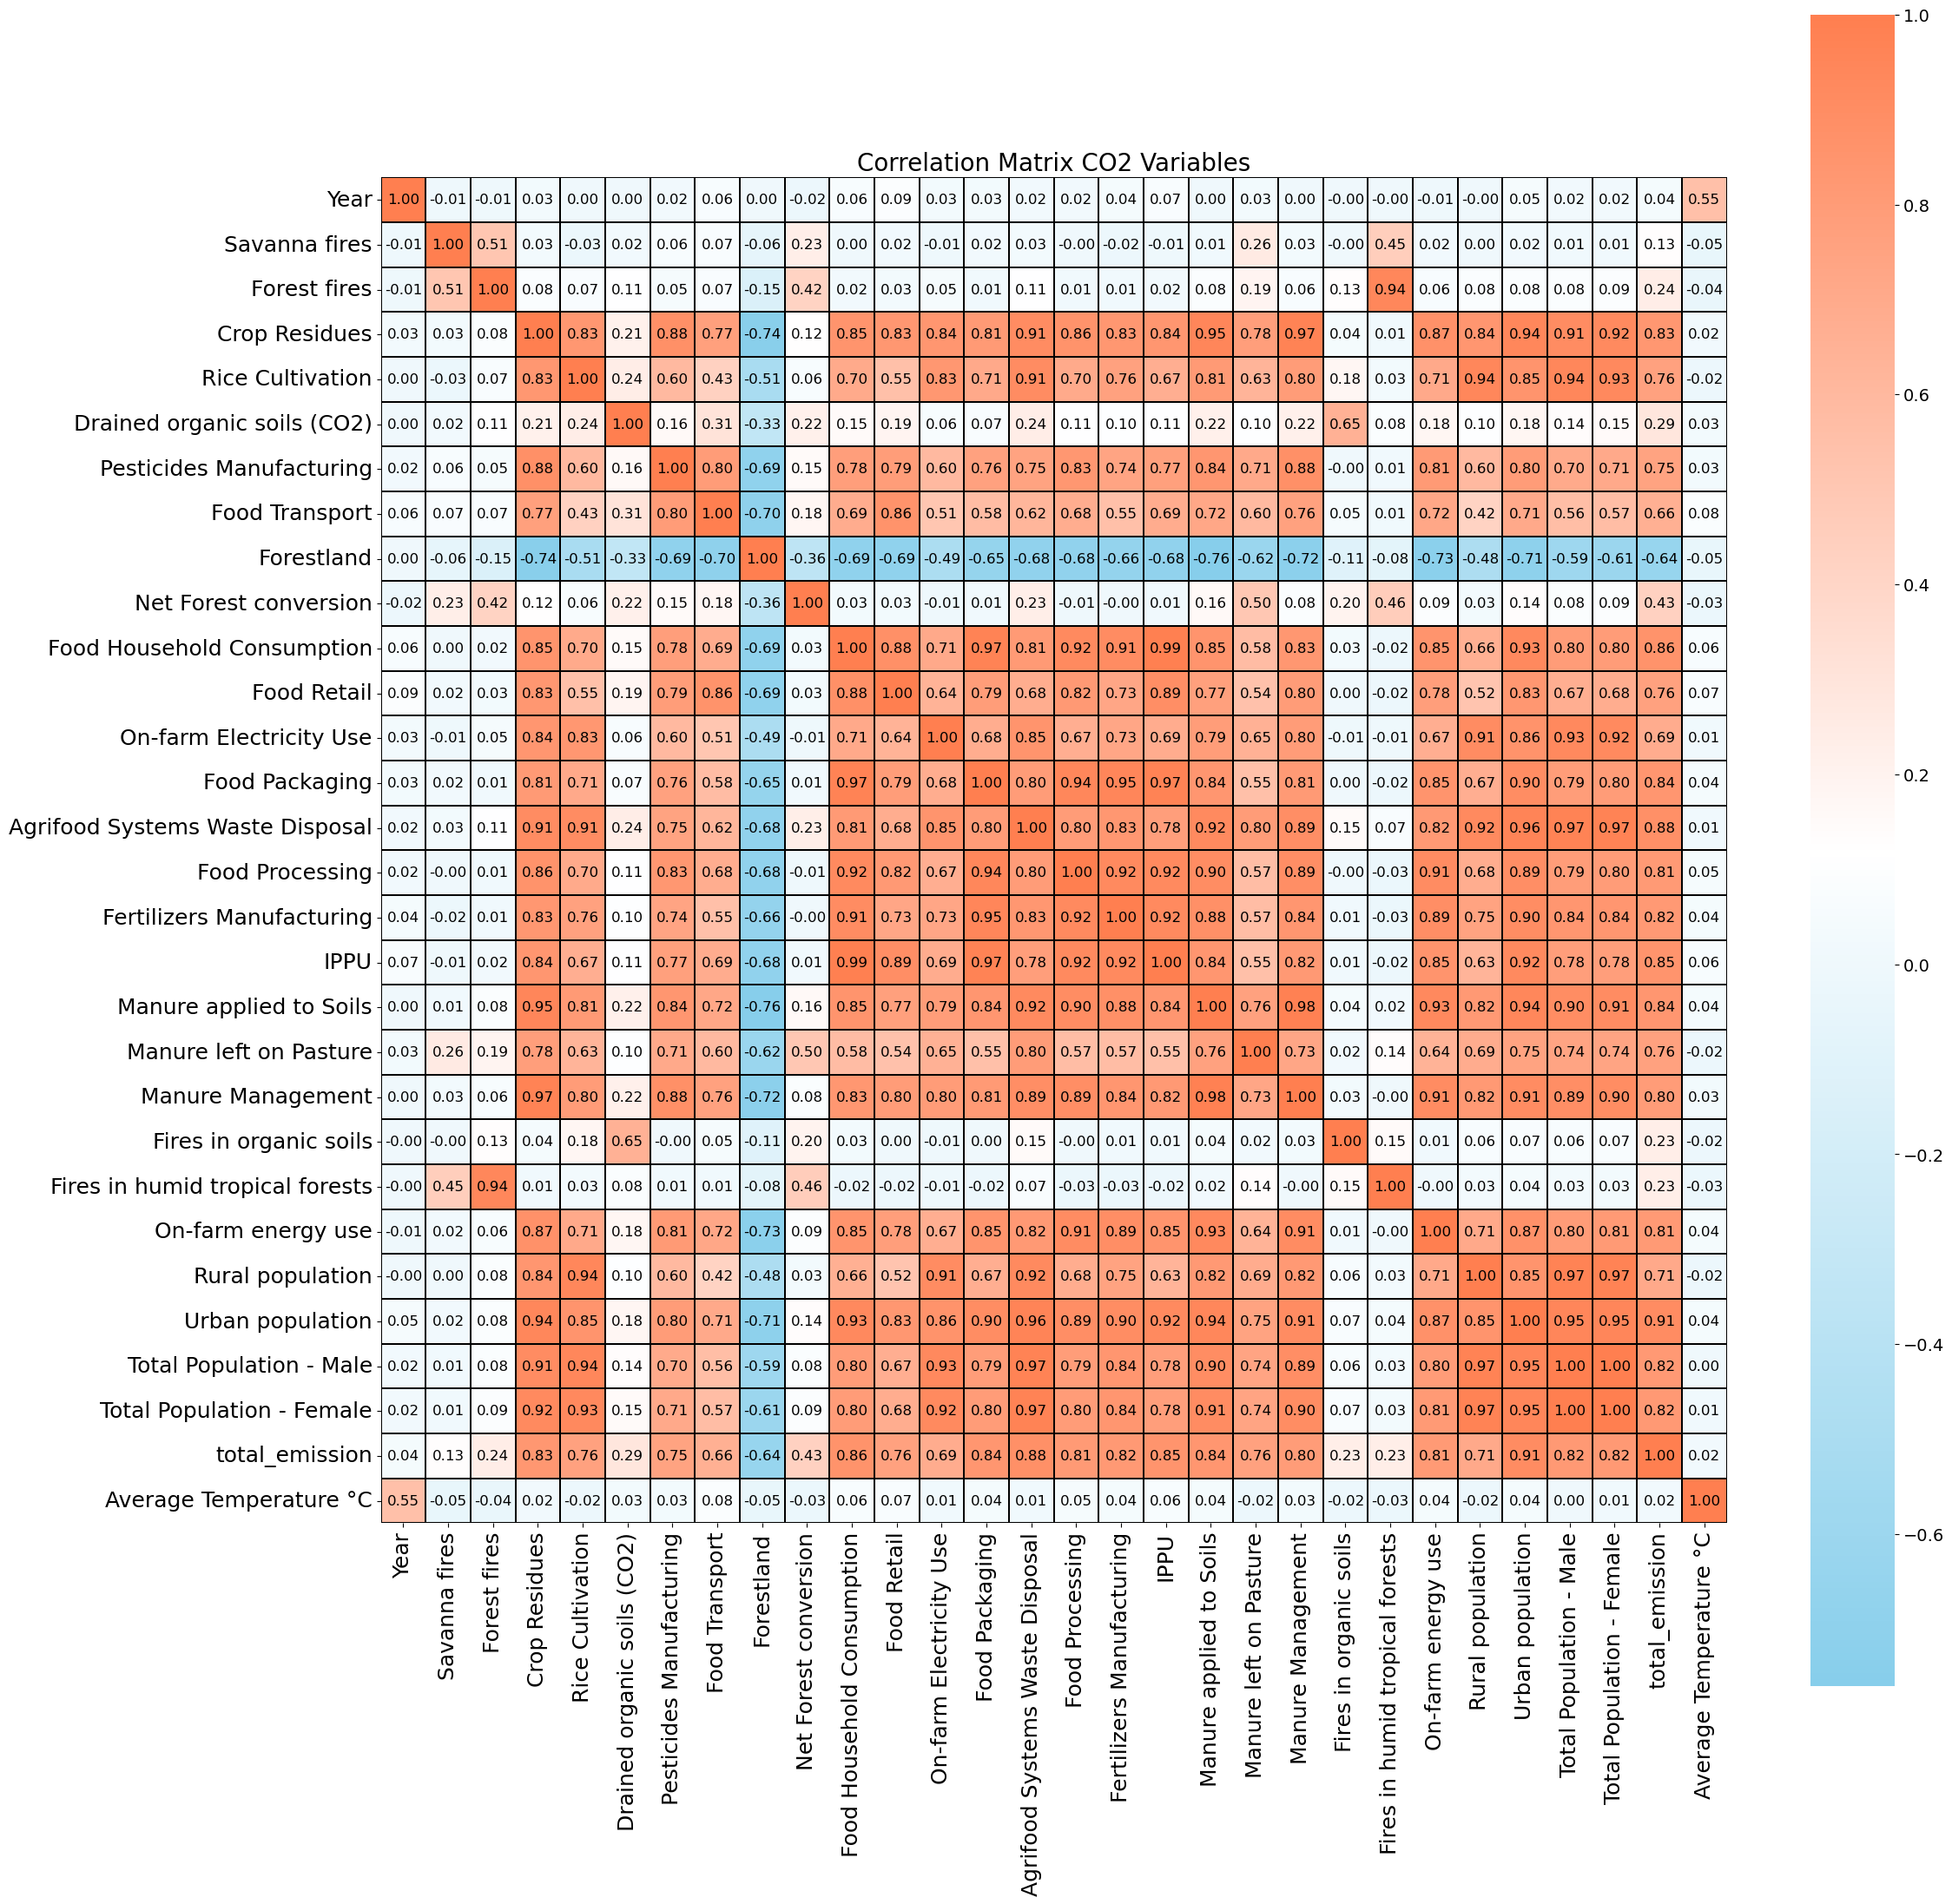 Correlation Matrix CO2 Variables
Year 1.00 -0.01 -0.01 0.03 0.00 0.00 0.02 0.06 0.00 -0.02 0.06 0.09 0.03 0.03 0.02 0.02 0.04 0.07 0.00 0.03 0.00 -0.00 -0.00 -0.01 -0.00 0.05 0.02 0.02 0.04 0.55
Savanna fires -0.01 1.00 0.51 0.03 -0.03 0.02 0.06 0.07 -0.06 0.23 0.00 0.02 -0.01 0.02 0.03 -0.00 -0.02 -0.01 0.01 0.26 0.03 -0.00 0.45 0.02 0.00 0.02 0.01 0.01 0.13 -0.05
Forest fires -0.01 0.51 1.00 0.08 0.07 0.11 0.05 0.07 -0.15 0.42 0.02 0.03 0.05 0.01 0.11 0.01 0.01 0.02 0.08 0.19 0.06 0.13 0.94 0.06 0.08 0.08 0.08 0.09 0.24 -0.04
Crop Residues 0.03 0.03 0.08 1.00 0.83 0.21 0.88 0.77 -0.74 0.12 0.85 0.83 0.84 0.81 0.91 0.86 0.83 0.84 0.95 0.78 0.97 0.04 0.01 0.87 0.84 0.94 0.91 0.92 0.83 0.02
Rice Cultivation 0.00 -0.03 0.07 0.83 1.00 0.24 0.60 0.43 -0.51 0.06 0.70 0.55 0.83 0.71 0.91 0.70 0.76 0.67 0.81 0.63 0.80 0.18 0.03 0.71 0.94 0.85 0.94 0.93 0.76 -0.02
Drained organic soils (CO2) 0.00 0.02 0.11 0.21 0.24 1.00 0.16 0.31 -0.33 0.22 0.15 0.19 0.06 0.07 0.24 0.11 0.10 0.11 0.22 0.10 0.22 0.65 0.08 0.18 0.10 0.18 0.14 0.15 0.29 0.03
Pesticides Manufacturing 0.02 0.06 0.05 0.88 0.60 0.16 1.00 0.80 -0.69 0.15 0.78 0.79 0.60 0.76 0.75 0.83 0.74 0.77 0.84 0.71 0.88 -0.00 0.01 0.81 0.60 0.80 0.70 0.71 0.75 0.03
Food Transport 0.06 0.07 0.07 0.77 0.43 0.31 0.80 1.00 -0.70 0.18 0.69 0.86 0.51 0.58 0.62 0.68 0.55 0.69 0.72 0.60 0.76 0.05 0.01 0.72 0.42 0.71 0.56 0.57 0.66 0.08
Forestland 0.00 -0.06 -0.15 -0.74 -0.51 -0.33 -0.69 -0.70 1.00 -0.36 -0.69 -0.69 -0.49 -0.65 -0.68 -0.68 -0.66 -0.68 -0.76 -0.62 -0.72 -0.11 -0.08 -0.73 -0.48 -0.71 -0.59 -0.61 -0.64 -0.05
Net Forest conversion -0.02 0.23 0.42 0.12 0.06 0.22 0.15 0.18 -0.36 1.00 0.03 0.03 -0.01 0.01 0.23 -0.01 -0.00 0.01 0.16 0.50 0.08 0.20 0.46 0.09 0.03 0.14 0.08 0.09 0.43 -0.03
Food Household Consumption 0.06 0.00 0.02 0.85 0.70 0.15 0.78 0.69 -0.69 0.03 1.00 0.88 0.71 0.97 0.81 0.92 0.91 0.99 0.85 0.58 0.83 0.03 -0.02 0.85 0.66 0.93 0.80 0.80 0.86 0.06
Food Retail 0.09 0.02 0.03 0.83 0.55 0.19 0.79 0.86 -0.69 0.03 0.88 1.00 0.64 0.79 0.68 0.82 0.73 0.89 0.77 0.54 0.80 0.00 -0.02 0.78 0.52 0.83 0.67 0.68 0.76 0.07
On-farm Electricity Use 0.03 -0.01 0.05 0.84 0.83 0.06 0.60 0.51 -0.49 -0.01 0.71 0.64 1.00 0.68 0.85 0.67 0.73 0.69 0.79 0.65 0.80 -0.01 -0.01 0.67 0.91 0.86 0.93 0.92 0.69 0.01
Food Packaging 0.03 0.02 0.01 0.81 0.71 0.07 0.76 0.58 -0.65 0.01 0.97 0.79 0.68 1.00 0.80 0.94 0.95 0.97 0.84 0.55 0.81 0.00 -0.02 0.85 0.67 0.90 0.79 0.80 0.84 0.04
Agrifood Systems Waste Disposal 0.02 0.03 0.11 0.91 0.91 0.24 0.75 0.62 -0.68 0.23 0.81 0.68 0.85 0.80 1.00 0.80 0.83 0.78 0.92 0.80 0.89 0.15 0.07 0.82 0.92 0.96 0.97 0.97 0.88 0.01
Food Processing 0.02 -0.00 0.01 0.86 0.70 0.11 0.83 0.68 -0.68 -0.01 0.92 0.82 0.67 0.94 0.80 1.00 0.92 0.92 0.90 0.57 0.89 -0.00 -0.03 0.91 0.68 0.89 0.79 0.80 0.81 0.05
Fertilizers Manufacturing 0.04 -0.02 0.01 0.83 0.76 0.10 0.74 0.55 -0.66 -0.00 0.91 0.73 0.73 0.95 0.83 0.92 1.00 0.92 0.88 0.57 0.84 0.01 -0.03 0.89 0.75 0.90 0.84 0.84 0.82 0.04
IPPU 0.07 -0.01 0.02 0.84 0.67 0.11 0.77 0.69 -0.68 0.01 0.99 0.89 0.69 0.97 0.78 0.92 0.92 1.00 0.84 0.55 0.82 0.01 -0.02 0.85 0.63 0.92 0.78 0.78 0.85 0.06
Manure applied to Soils 0.00 0.01 0.08 0.95 0.81 0.22 0.84 0.72 -0.76 0.16 0.85 0.77 0.79 0.84 0.92 0.90 0.88 0.84 1.00 0.76 0.98 0.04 0.02 0.93 0.82 0.94 0.90 0.91 0.84 0.04
Manure left on Pasture 0.03 0.26 0.19 0.78 0.63 0.10 0.71 0.60 -0.62 0.50 0.58 0.54 0.65 0.55 0.80 0.57 0.57 0.55 0.76 1.00 0.73 0.02 0.14 0.64 0.69 0.75 0.74 0.74 0.76 -0.02
Manure Management 0.00 0.03 0.06 0.97 0.80 0.22 0.88 0.76 -0.72 0.08 0.83 0.80 0.80 0.81 0.89 0.89 0.84 0.82 0.98 0.73 1.00 0.03 -0.00 0.91 0.82 0.91 0.89 0.90 0.80 0.03
Fires in organic soils -0.00 -0.00 0.13 0.04 0.18 0.65 -0.00 0.05 -0.11 0.20 0.03 0.00 -0.01 0.00 0.15 -0.00 0.01 0.01 0.04 0.02 0.03 1.00 0.15 0.01 0.06 0.07 0.06 0.07 0.23 -0.02
Fires in humid tropical forests -0.00 0.45 0.94 0.01 0.03 0.08 0.01 0.01 -0.08 0.46 -0.02 -0.02 -0.01 -0.02 0.07 -0.03 -0.03 -0.02 0.02 0.14 -0.00 0.15 1.00 -0.00 0.03 0.04 0.03 0.03 0.23 -0.03
On-farm energy use -0.01 0.02 0.06 0.87 0.71 0.18 0.81 0.72 -0.73 0.09 0.85 0.78 0.67 0.85 0.82 0.91 0.89 0.85 0.93 0.64 0.91 0.01 -0.00 1.00 0.71 0.87 0.80 0.81 0.81 0.04
Rural population -0.00 0.00 0.08 0.84 0.94 0.10 0.60 0.42 -0.48 0.03 0.66 0.52 0.91 0.67 0.92 0.68 0.75 0.63 0.82 0.69 0.82 0.06 0.03 0.71 1.00 0.85 0.97 0.97 0.71 -0.02
Urban population 0.05 0.02 0.08 0.94 0.85 0.18 0.80 0.71 -0.71 0.14 0.93 0.83 0.86 0.90 0.96 0.89 0.90 0.92 0.94 0.75 0.91 0.07 0.04 0.87 0.85 1.00 0.95 0.95 0.91 0.04
Total Population - Male 0.02 0.01 0.08 0.91 0.94 0.14 0.70 0.56 -0.59 0.08 0.80 0.67 0.93 0.79 0.97 0.79 0.84 0.78 0.90 0.74 0.89 0.06 0.03 0.80 0.97 0.95 1.00 1.00 0.82 0.00
Total Population - Female 0.02 0.01 0.09 0.92 0.93 0.15 0.71 0.57 -0.61 0.09 0.80 0.68 0.92 0.80 0.97 0.80 0.84 0.78 0.91 0.74 0.90 0.07 0.03 0.81 0.97 0.95 1.00 1.00 0.82 0.01
total_emission 0.04 0.13 0.24 0.83 0.76 0.29 0.75 0.66 -0.64 0.43 0.86 0.76 0.69 0.84 0.88 0.81 0.82 0.85 0.84 0.76 0.80 0.23 0.23 0.81 0.71 0.91 0.82 0.82 1.00 0.02
Average Temperature °C 0.55 -0.05 -0.04 0.02 -0.02 0.03 0.03 0.08 -0.05 -0.03 0.06 0.07 0.01 0.04 0.01 0.05 0.04 0.06 0.04 -0.02 0.03 -0.02 -0.03 0.04 -0.02 0.04 0.00 0.01 0.02 1.00
Year
Savanna fires
Forest fires
Crop Residues
Rice Cultivation
Drained organic soils (CO2)
Pesticides Manufacturing
Food Transport
Forestland
Net Forest conversion
Food Household Consumption
Food Retail
On-farm Electricity Use
Food Packaging
Agrifood Systems Waste Disposal
Food Processing
Fertilizers Manufacturing
IPPU
Manure applied to Soils
Manure left on Pasture
Manure Management
Fires in organic soils
Fires in humid tropical forests
On-farm energy use
Rural population
Urban population
Total Population - Male
Total Population - Female
total_emission
Average Temperature °C
1.0
0.8
0.6
0.4
0.2
0.0
−0.2
−0.4
−0.6